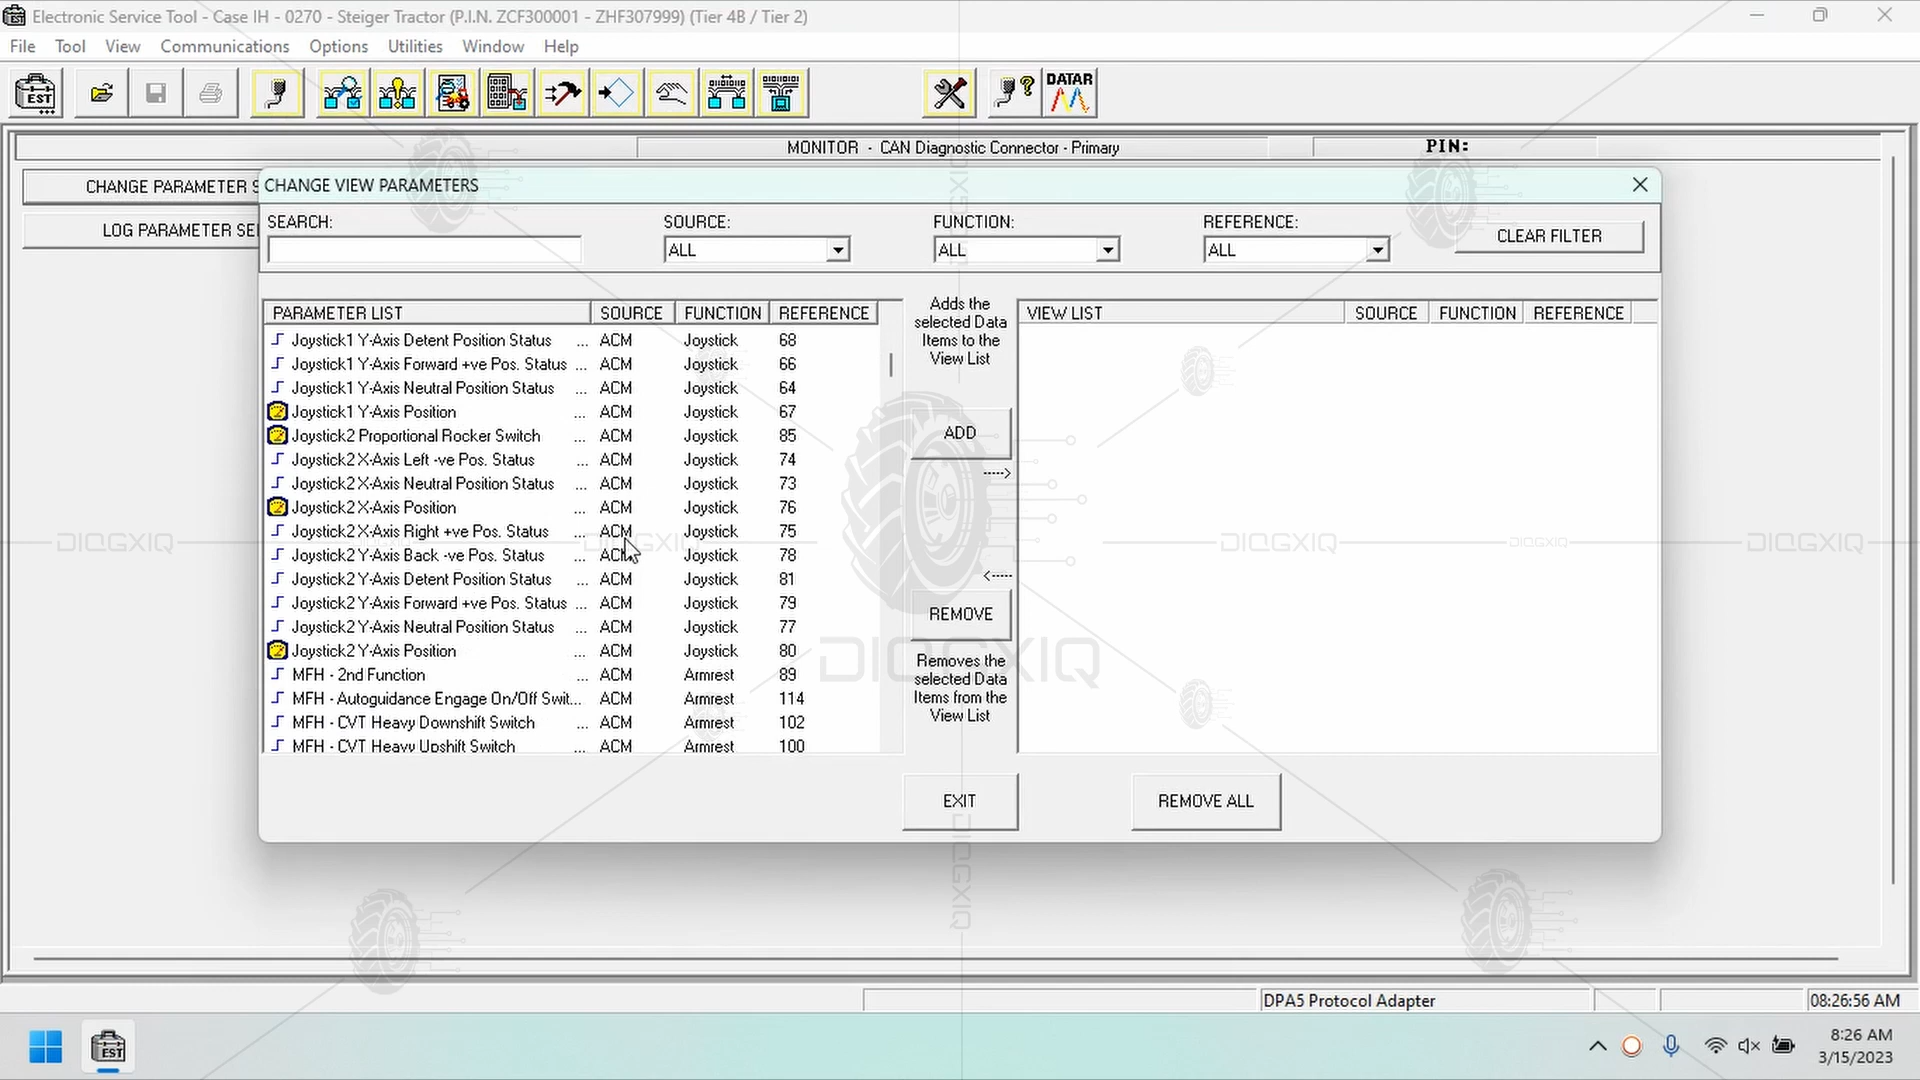 Electronic Service Tool - Case IH - 0270 - Steiger Tractor (P.I.N. ZCF300001 - ZHF307999) (Tier 4B / Tier 2)
File Tool View Communications Options Utilities Window Help
EST
DATAR
MONITOR - CAN Diagnostic Connector - Primary
PIN:
CHANGE PARAMETER S
LOG PARAMETER SE
CHANGE VIEW PARAMETERS
SEARCH: SOURCE: FUNCTION: REFERENCE:
ALL ALL ALL CLEAR FILTER
PARAMETER LIST SOURCE FUNCTION REFERENCE
Joystick1 Y-Axis Detent Position Status ... ACM Joystick 68
Joystick1 Y-Axis Forward +ve Pos. Status ... ACM Joystick 66
Joystick1 Y-Axis Neutral Position Status ... ACM Joystick 64
Joystick1 Y-Axis Position ... ACM Joystick 67
Joystick2 Proportional Rocker Switch ... ACM Joystick 85
Joystick2 X-Axis Left -ve Pos. Status ... ACM Joystick 74
Joystick2 X-Axis Neutral Position Status ... ACM Joystick 73
Joystick2 X-Axis Position ... ACM Joystick 76
Joystick2 X-Axis Right +ve Pos. Status ... ACM Joystick 75
Joystick2 Y-Axis Back -ve Pos. Status ... ACM Joystick 78
Joystick2 Y-Axis Detent Position Status ... ACM Joystick 81
Joystick2 Y-Axis Forward +ve Pos. Status ... ACM Joystick 79
Joystick2 Y-Axis Neutral Position Status ... ACM Joystick 77
Joystick2 Y-Axis Position ... ACM Joystick 80
MFH - 2nd Function ... ACM Armrest 89
MFH - Autoguidance Engage On/Off Swit... ACM Armrest 114
MFH - CVT Heavy Downshift Switch ... ACM Armrest 102
MFH - CVT Heavy Upshift Switch ... ACM Armrest 100
Adds the
selected Data
Items to the
View List
ADD
---->
<----
REMOVE
Removes the
selected Data
Items from the
View List
VIEW LIST SOURCE FUNCTION REFERENCE
EXIT
REMOVE ALL
DIAGXIQ
DIAGXIQ
DIAGXIQ
DIAGXIQ
DIAGXIQ
DIAGXIQ
DPA5 Protocol Adapter
08:26:56 AM
EST
8:26 AM
3/15/2023